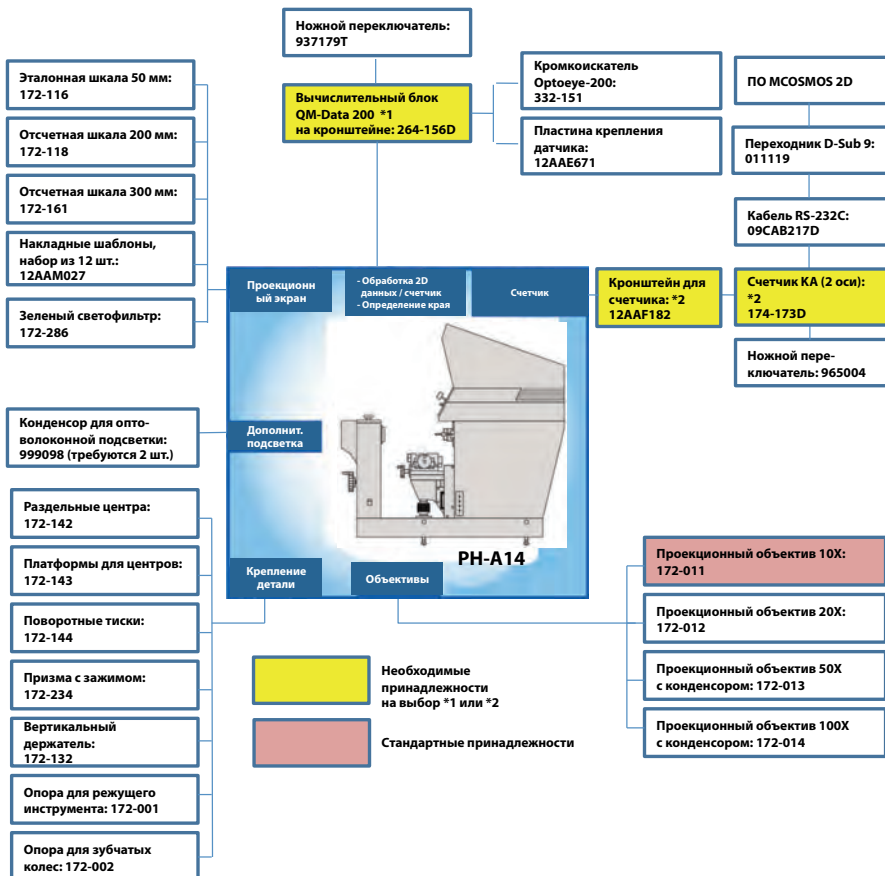 Ножной переключатель:
937179T
Эталонная шкала 50 мм:
172-116
Отсчетная шкала 200 мм:
172-118
Отсчетная шкала 300 мм:
172-161
Накладные шаблоны,
набор из 12 шт.:
12AAM027
Зеленый светофильтр:
172-286
Вычислительный блок
QM-Data 200 *1
на кронштейне: 264-156D
Кромкоискатель
Optoeye-200:
332-151
Пластина крепления
датчика:
12AAE671
ПО MCOSMOS 2D
Переходник D-Sub 9:
011119
Кабель RS-232C:
09CAB217D
Кронштейн для
счетчика: *2
12AAF182
Счетчик КА (2 оси):
*2
174-173D
Ножной пере-
ключатель: 965004
Проекционн
ый экран
- Обработка 2D
данных / счетчик
- Определение края
Счетчик
Дополнит.
подсветка
Крепление
детали
Объективы
PH-A14
Конденсор для опто-
волоконной подсветки:
999098 (требуются 2 шт.)
Раздельные центра:
172-142
Платформы для центров:
172-143
Поворотные тиски:
172-144
Призма с зажимом:
172-234
Вертикальный
держатель:
172-132
Опора для режущего
инструмента: 172-001
Опора для зубчатых
колес: 172-002
Необходимые
принадлежности
на выбор *1 или *2
Стандартные принадлежности
Проекционный объектив 10X:
172-011
Проекционный объектив 20X:
172-012
Проекционный объектив 50X
с конденсором: 172-013
Проекционный объектив 100X
с конденсором: 172-014